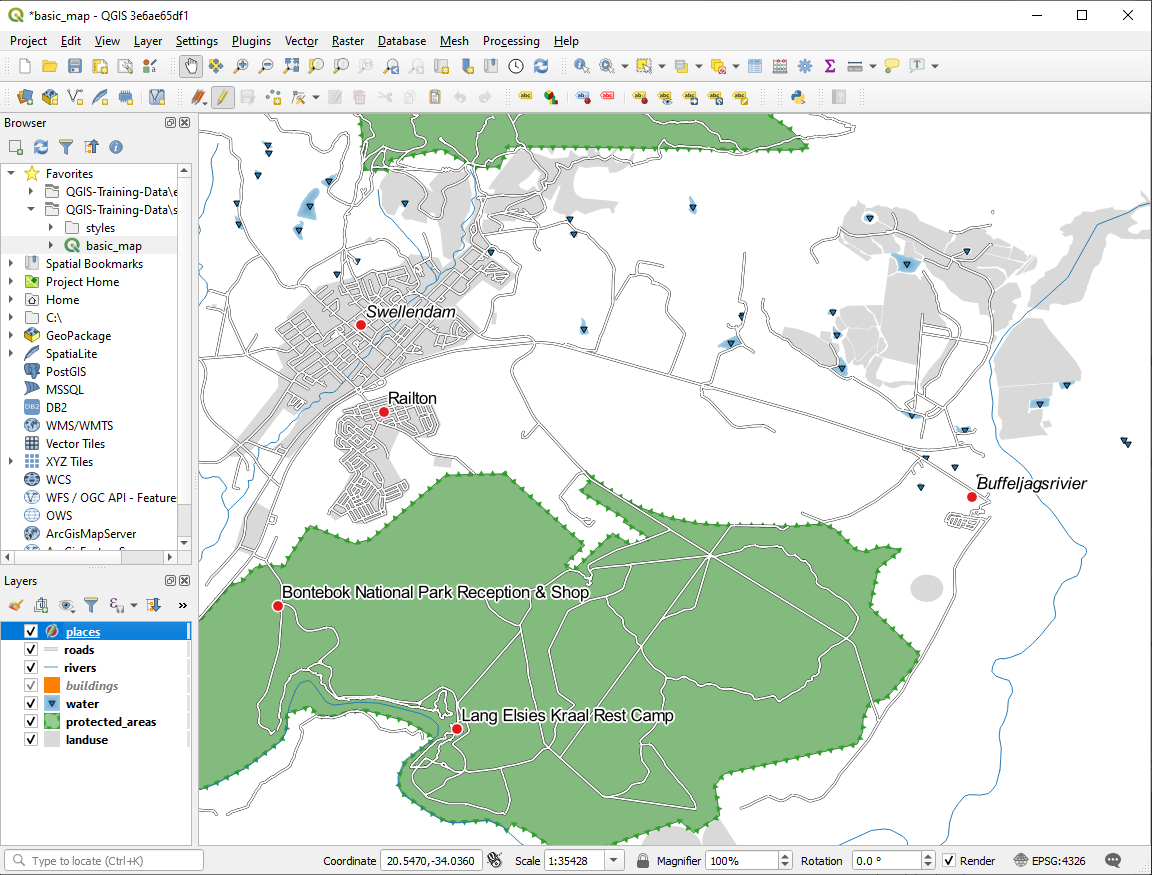 *basic_map - QGIS 3e6ae65df1
Project Edit View Layer Settings Plugins Vector Raster Database Mesh Processing Help
Browser
Favorites
QGIS-Training-Data\e
QGIS-Training-Data\s
styles
basic_map
Spatial Bookmarks
Project Home
Home
C:\
GeoPackage
SpatiaLite
PostGIS
MSSQL
DB2
WMS/WMTS
Vector Tiles
XYZ Tiles
WCS
WFS / OGC API - Feature
OWS
ArcGisMapServer
Layers
places
roads
rivers
buildings
water
protected_areas
landuse
Swellendam
Railton
Buffeljagsrivier
Bontebok National Park Reception & Shop
Lang Elsies Kraal Rest Camp
Type to locate (Ctrl+K) Coordinate 20.5470,-34.0360 Scale 1:35428 Magnifier 100% Rotation 0.0 ° Render EPSG:4326